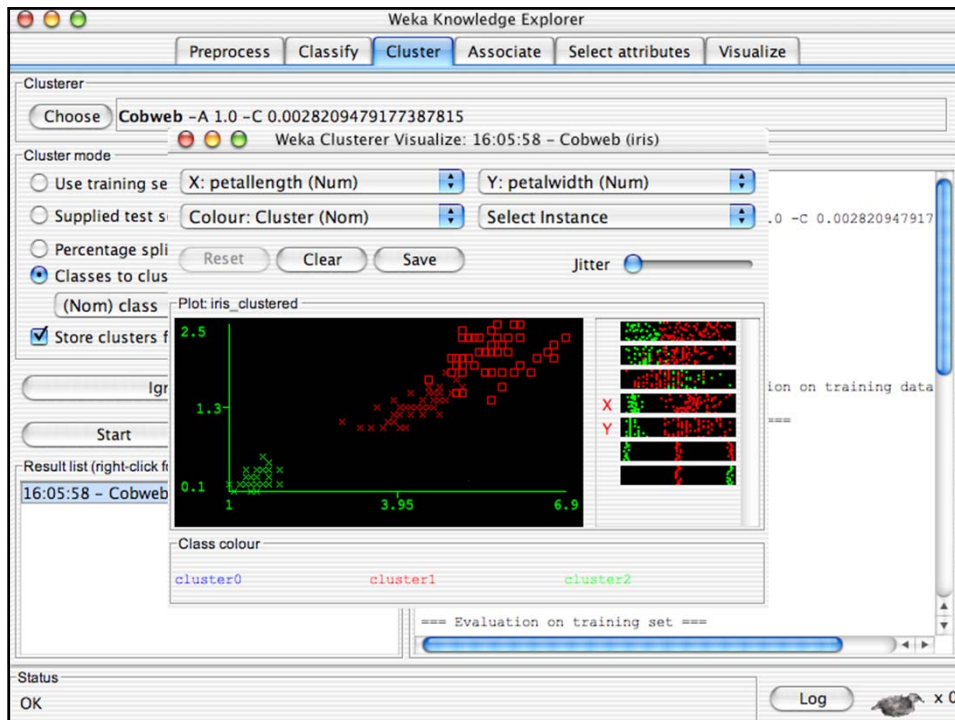 Weka Knowledge Explorer
Preprocess Classify Cluster Associate Select attributes Visualize
Clusterer
Choose Cobweb -A 1.0 -C 0.0028209479177387815
Weka Clusterer Visualize: 16:05:58 – Cobweb (iris)
Cluster mode
Use training se
X: petallength (Num) Y: petalwidth (Num)
Supplied test s
Colour: Cluster (Nom) Select Instance
.0 -C 0.002820947917
Percentage spli
Reset Clear Save Jitter
Classes to clus
(Nom) class
Plot: iris_clustered
Store clusters f
2.5
1.3
0.1
1 3.95 6.9
X
Y
Igr
ion on training data
===
Start
Result list (right-click f
16:05:58 – Cobweb
Class colour
cluster0 cluster1 cluster2
=== Evaluation on training set ===
Status
OK
Log x 0